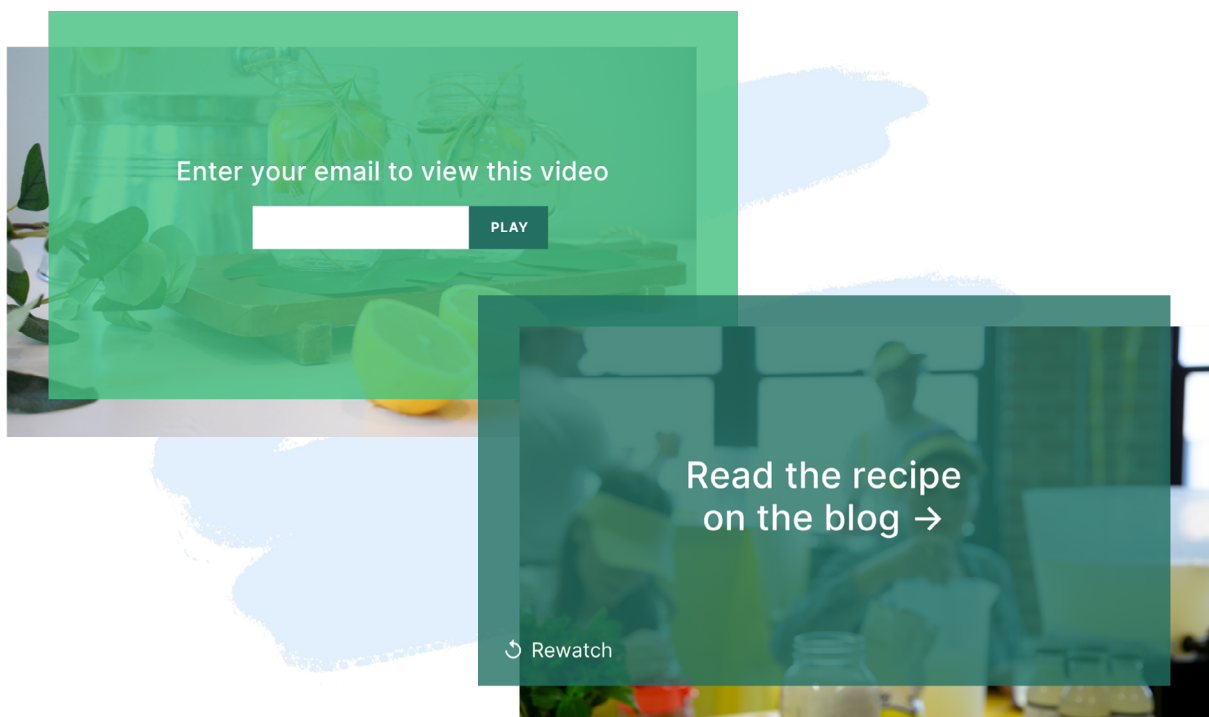 Enter your email to view this video
PLAY
Read the recipe
on the blog →
Rewatch